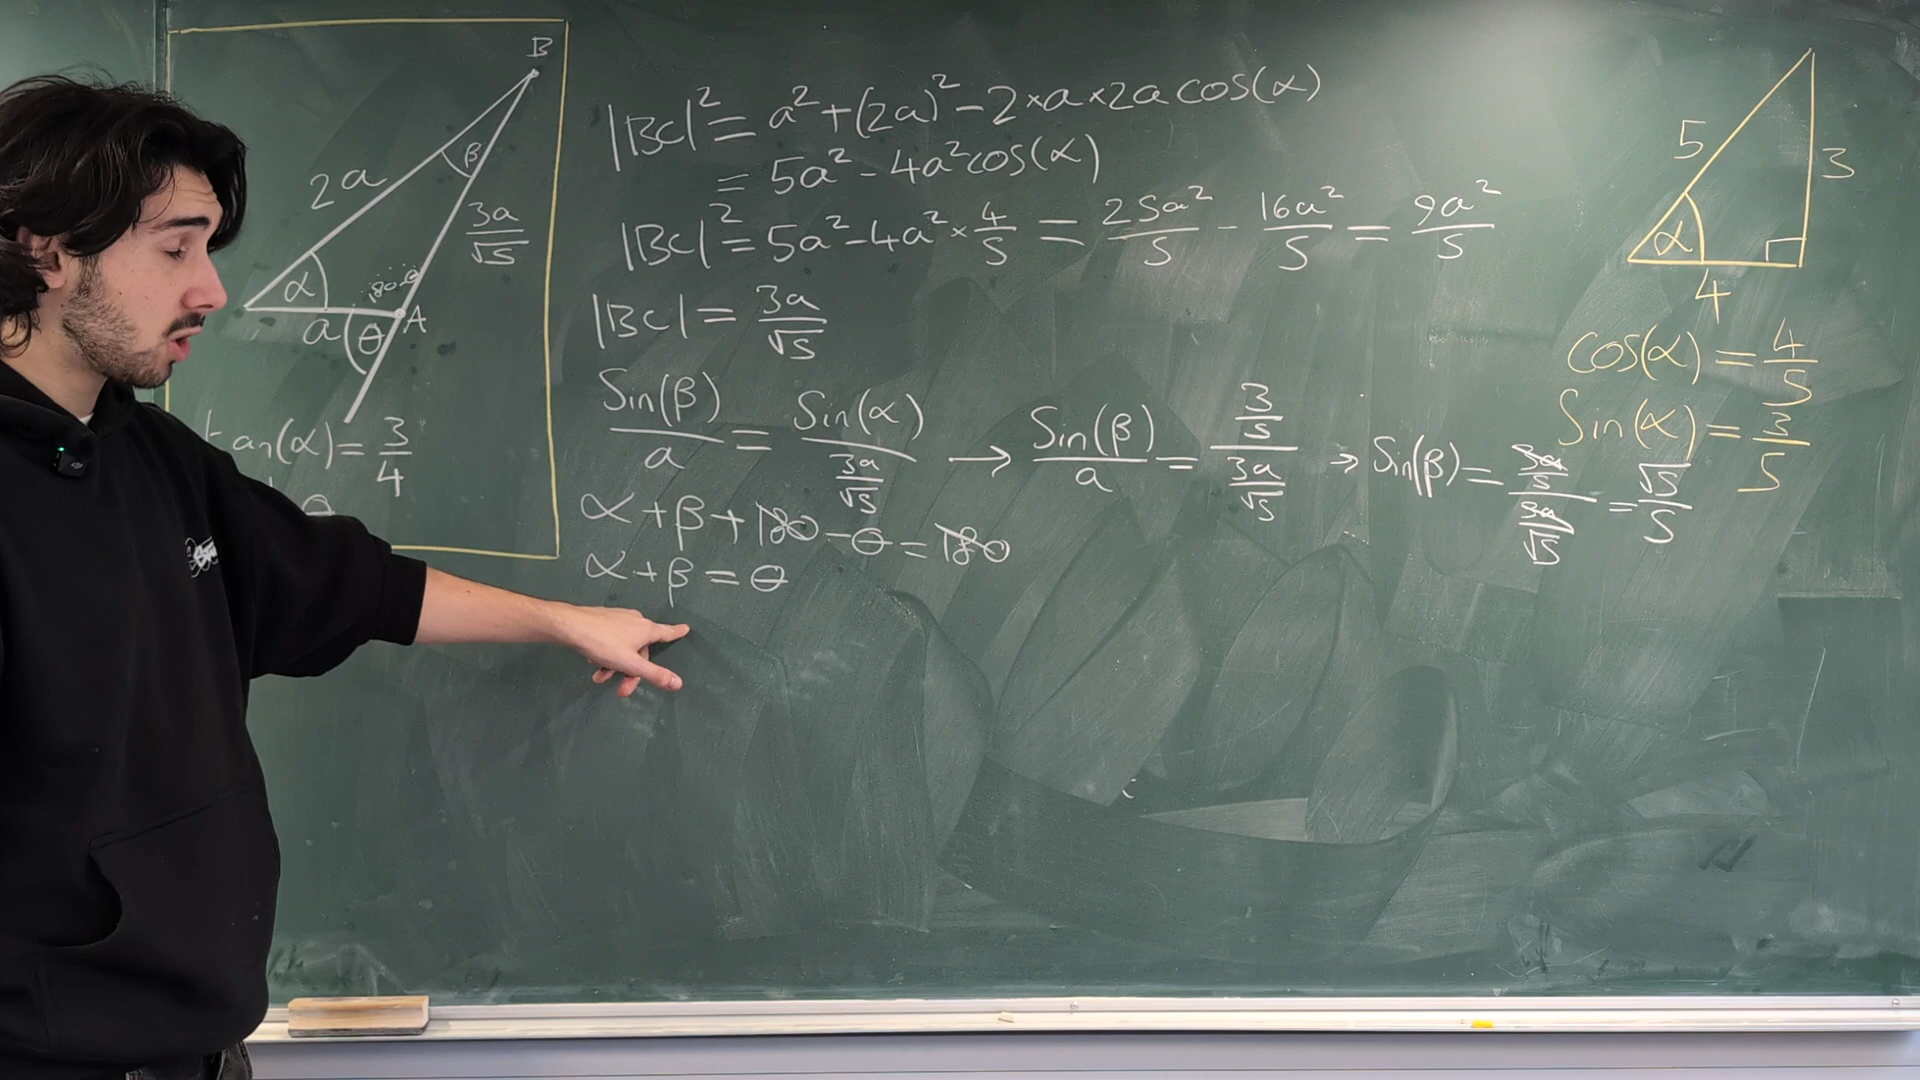 B
2a
β
3a/√5
α
180-θ
a
θ
A
tan(α) = 3/4
θ
|BC|² = a² + (2a)² - 2×a×2a cos(α)
= 5a² - 4a² cos(α)
|BC|² = 5a² - 4a² × 4/5 = 25a²/5 - 16a²/5 = 9a²/5
|BC| = 3a/√5
Sin(β)/a = Sin(α)/(3a/√5) → Sin(β)/a = (3/5)/(3a/√5) → Sin(β) = (3a/5)/(3a/√5) = √5/5
α + β + 180 - θ = 180
α + β = θ
5
3
α
4
cos(α) = 4/5
Sin(α) = 3/5